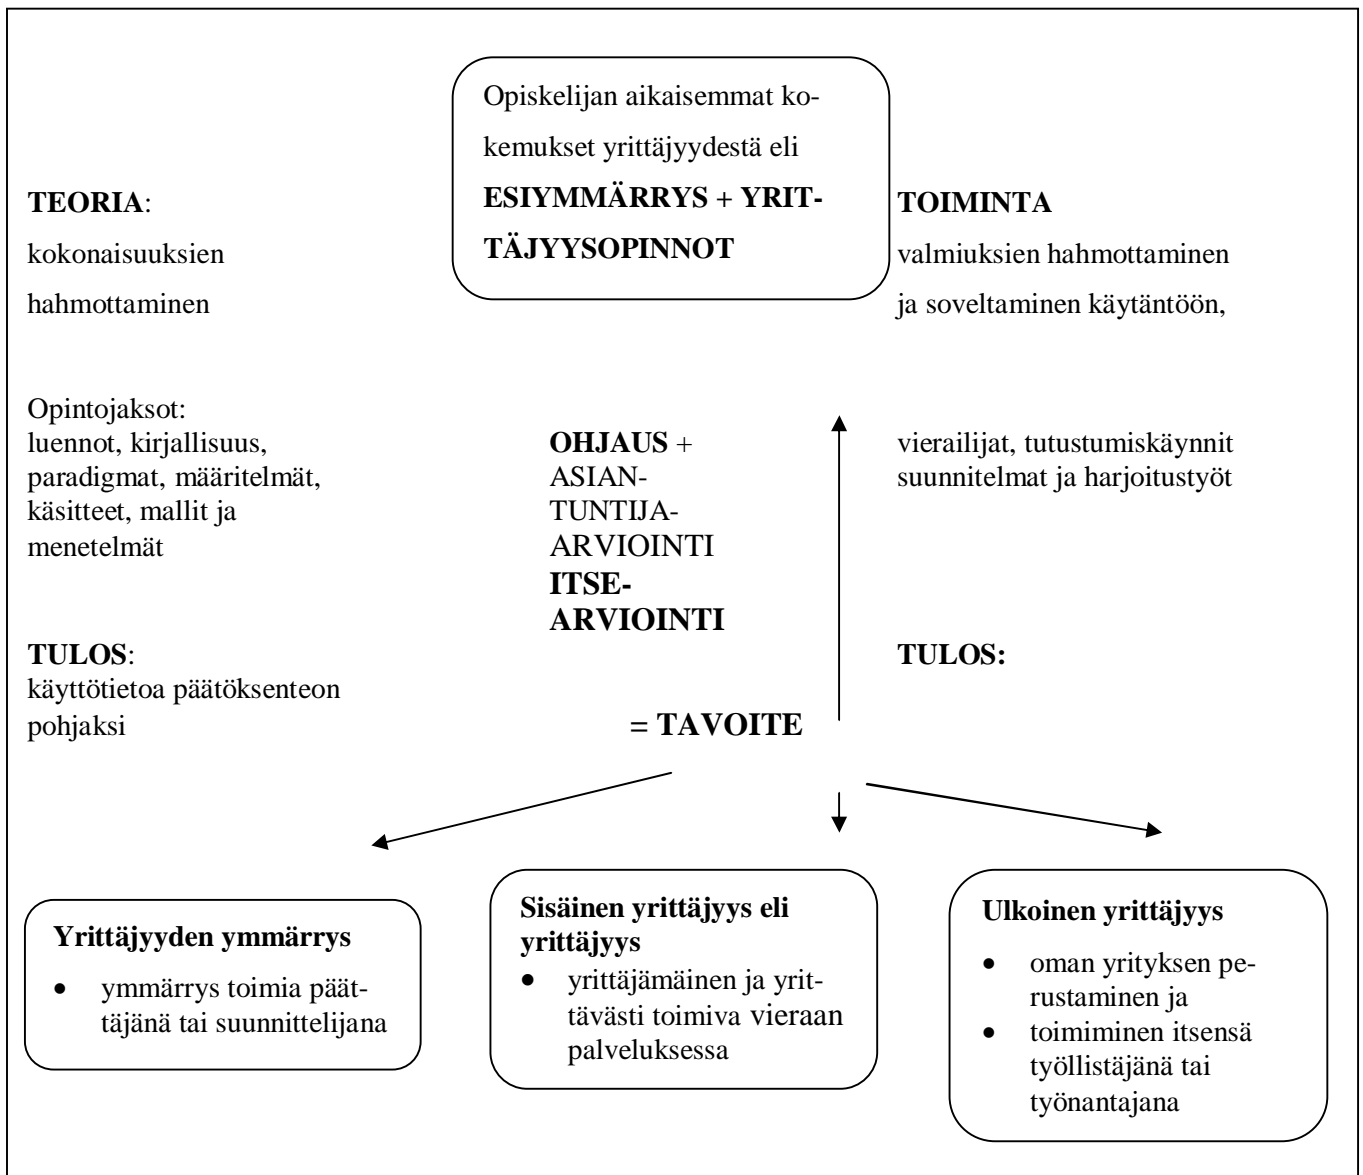 Opiskelijan aikaisemmat ko-
kemukset yrittäjyydestä eli
ESIYMMÄRRYS + YRIT-
TÄJYYSOPINNOT
TEORIA:
kokonaisuuksien
hahmottaminen
TOIMINTA
valmiuksien hahmottaminen
ja soveltaminen käytäntöön,
Opintojaksot:
luennot, kirjallisuus,
paradigmat, määritelmät,
käsitteet, mallit ja
menetelmät
OHJAUS +
ASIAN-
TUNTIJA-
ARVIOINTI
ITSE-
ARVIOINTI
vierailijat, tutustumiskäynnit
suunnitelmat ja harjoitustyöt
TULOS:
käyttötietoa päätöksenteon
pohjaksi
TULOS:
= TAVOITE
Yrittäjyyden ymmärrys
• ymmärrys toimia päät-
täjänä tai suunnittelijana
Sisäinen yrittäjyys eli
yrittäjyys
• yrittäjämäinen ja yrit-
tävästi toimiva vieraan
palveluksessa
Ulkoinen yrittäjyys
• oman yrityksen pe-
rustaminen ja
• toimiminen itsensä
työllistäjänä tai
työnantajana